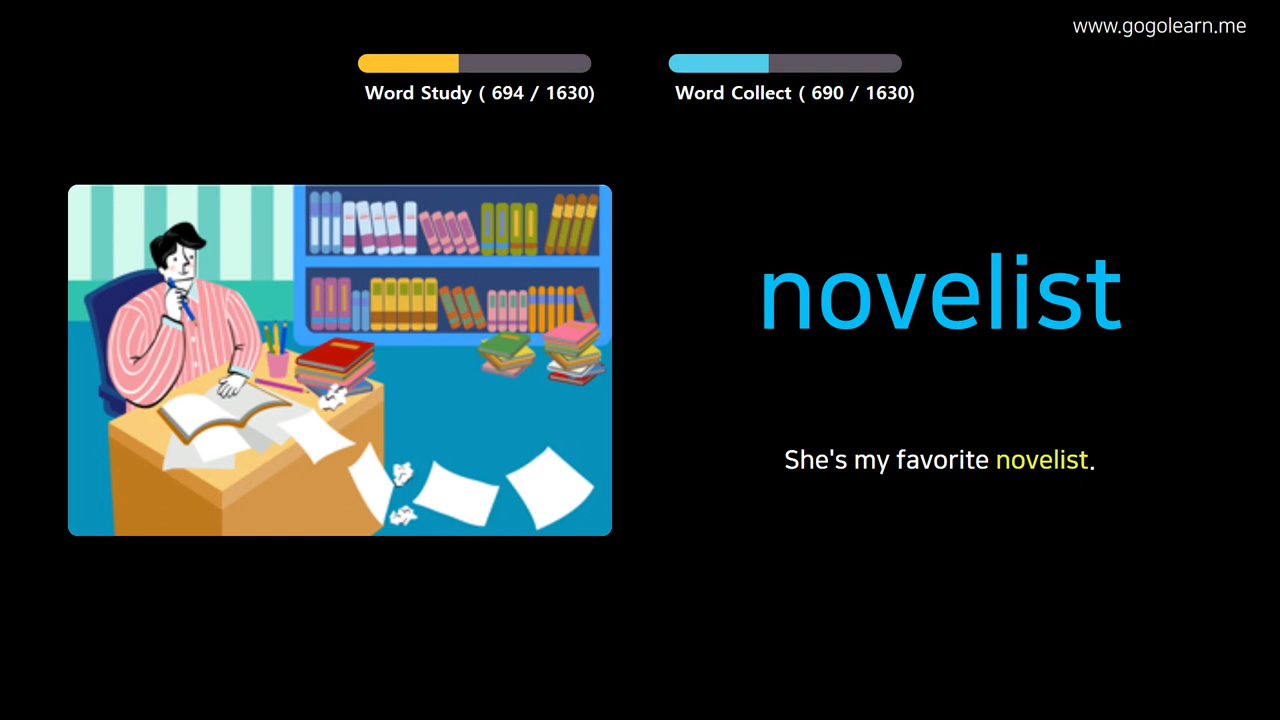 www.gogolearn.me
Word Study ( 694 / 1630)
Word Collect ( 690 / 1630)
novelist
She's my favorite novelist.